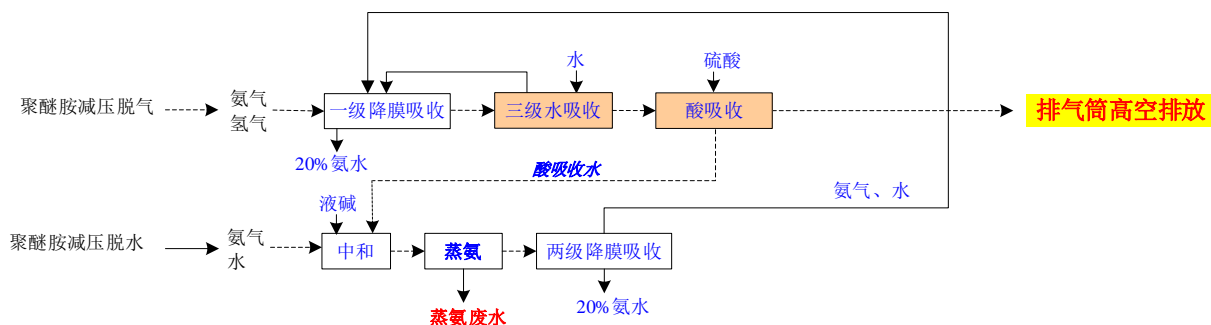 水
硫酸
聚醚胺减压脱气
氨气
氢气
一级降膜吸收
三级水吸收
酸吸收
排气筒高空排放
20%氨水
酸吸收水
氨气、水
液碱
聚醚胺减压脱水
氨气
水
中和
蒸氨
两级降膜吸收
20%氨水
蒸氨废水